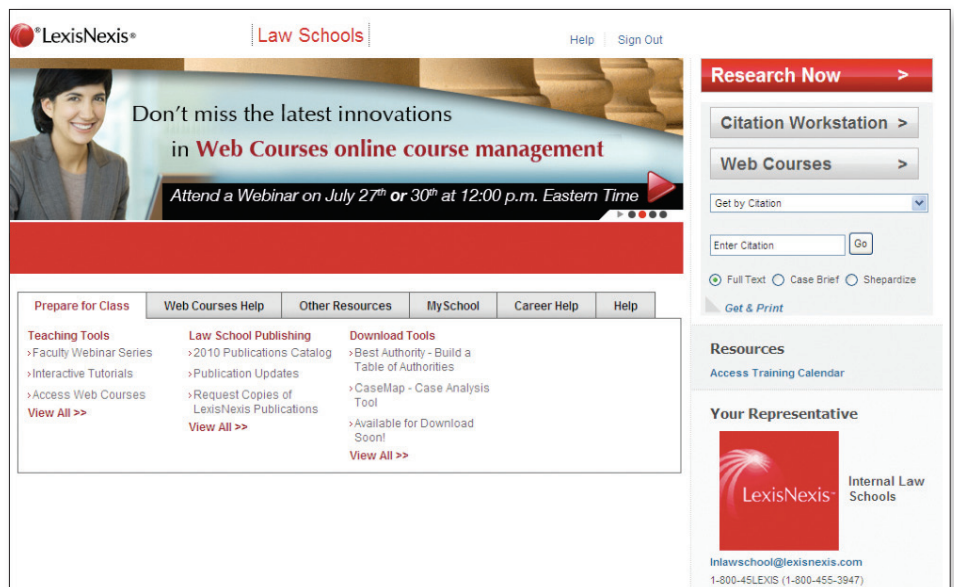 LexisNexis®
Law Schools
Help
Sign Out
Don't miss the latest innovations
in Web Courses online course management
Attend a Webinar on July 27th or 30th at 12:00 p.m. Eastern Time
Prepare for Class
Web Courses Help
Other Resources
MySchool
Career Help
Help
Teaching Tools
›Faculty Webinar Series
›Interactive Tutorials
›Access Web Courses
View All >>
Law School Publishing
›2010 Publications Catalog
›Publication Updates
›Request Copies of
LexisNexis Publications
View All >>
Download Tools
›Best Authority - Build a
Table of Authorities
›CaseMap - Case Analysis
Tool
›Available for Download
Soon!
View All >>
Research Now >
Citation Workstation >
Web Courses >
Get by Citation
Enter Citation
Go
Full Text
Case Brief
Shepardize
Get & Print
Resources
Access Training Calendar
Your Representative
LexisNexis™
Internal Law
Schools
lnlawschool@lexisnexis.com
1-800-45LEXIS (1-800-455-3947)